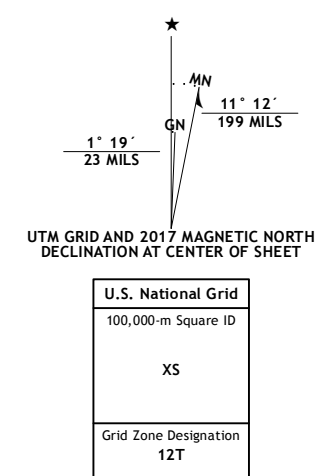 MN
11° 12´
199 MILS
GN
1° 19´
23 MILS
UTM GRID AND 2017 MAGNETIC NORTH
DECLINATION AT CENTER OF SHEET
U.S. National Grid
100,000-m Square ID
XS
Grid Zone Designation
12T